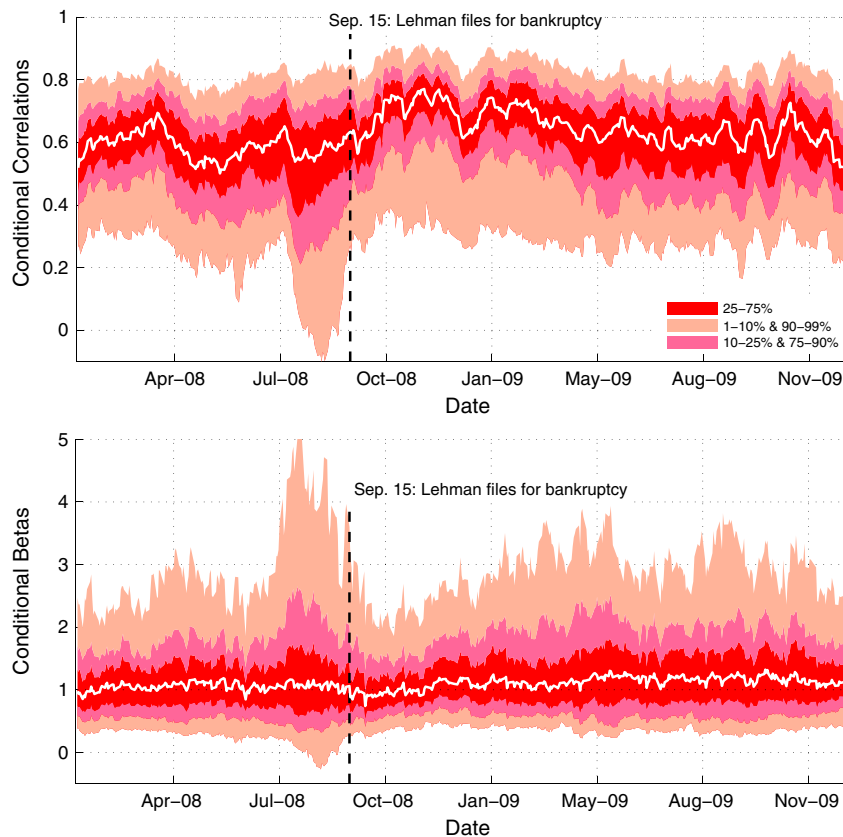 Sep. 15: Lehman files for bankruptcy
1
0.8
0.6
0.4
0.2
0
Conditional Correlations
25–75%
1–10% & 90–99%
10–25% & 75–90%
Apr–08 Jul–08 Oct–08 Jan–09 May–09 Aug–09 Nov–09
Date
5
4
3
2
1
0
Conditional Betas
Sep. 15: Lehman files for bankruptcy
Apr–08 Jul–08 Oct–08 Jan–09 May–09 Aug–09 Nov–09
Date